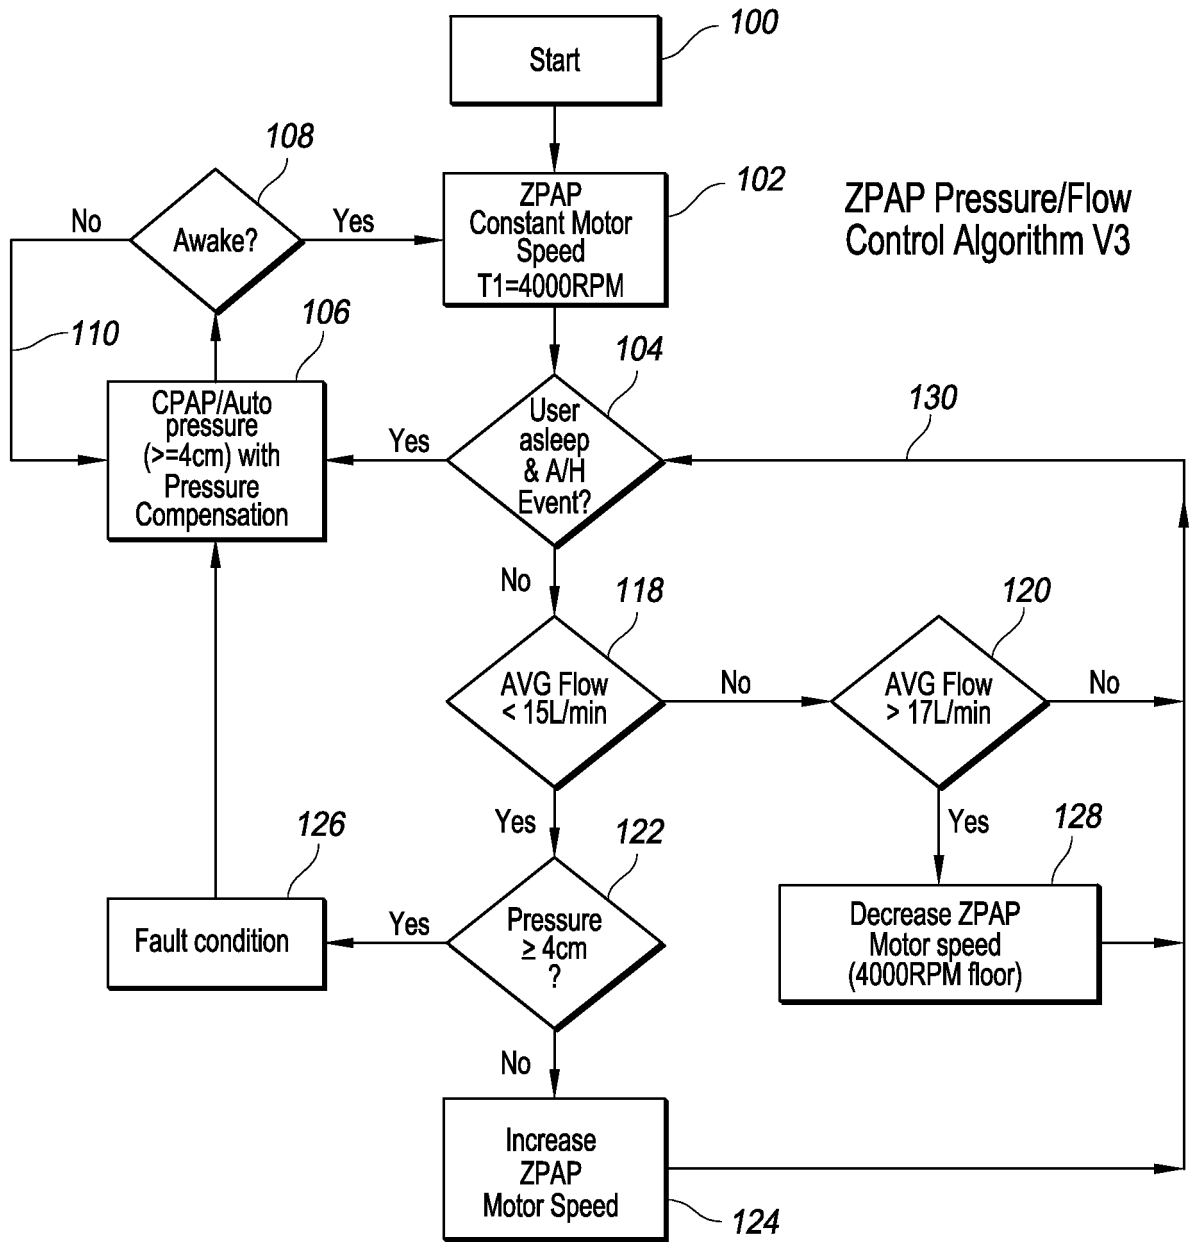 100
Start
108
ZPAP
Constant Motor
Speed
T1=4000RPM
102
ZPAP Pressure/Flow
Control Algorithm V3
No
Awake?
Yes
110
106
CPAP/Auto
pressure
(>=4cm) with
Pressure
Compensation
104
Yes
User
asleep
& A/H
Event?
130
No
118
120
AVG Flow
< 15L/min
No
AVG Flow
> 17L/min
No
Yes
Yes
126
122
128
Fault condition
Yes
Pressure
≥ 4cm
?
Decrease ZPAP
Motor speed
(4000RPM floor)
No
Increase
ZPAP
Motor Speed
124